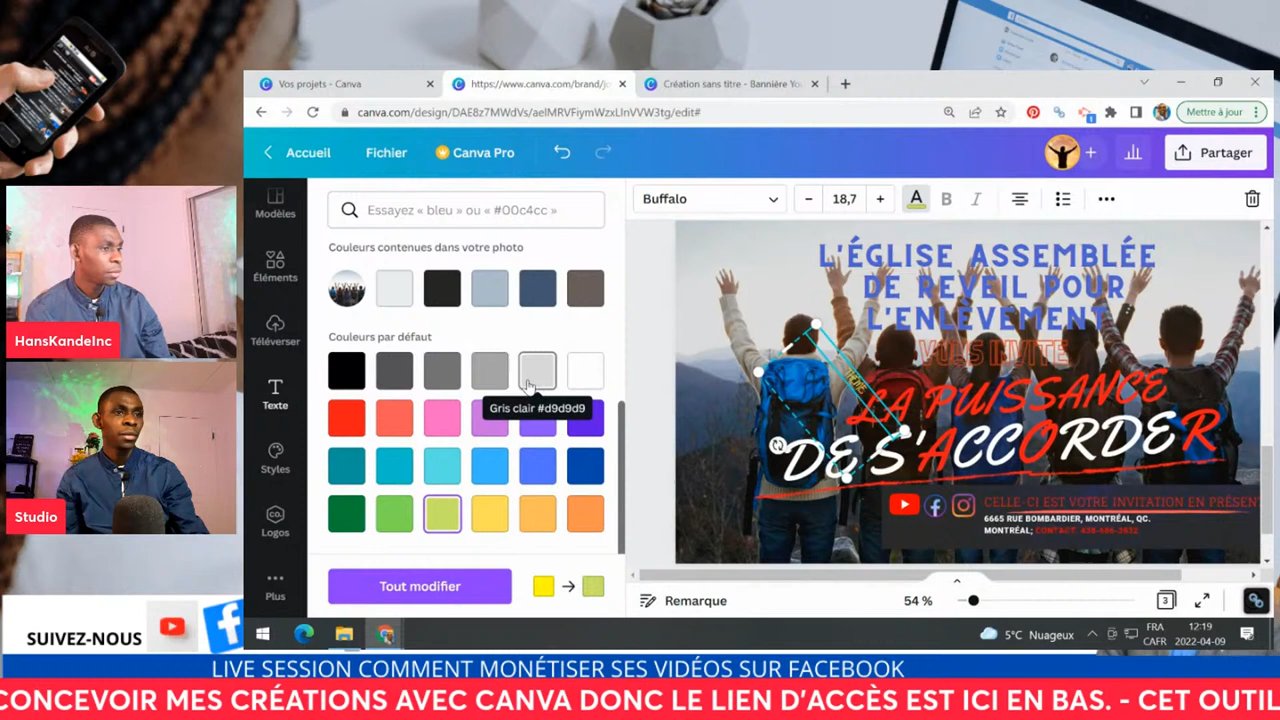 Vos projets - Canva
https://www.canva.com/brand/jo
Création sans titre - Bannière You
canva.com/design/DAE8z7MWdVs/aelMRVFiymWzxLInVVW3tg/edit#
Mettre à jour
Accueil
Fichier
Canva Pro
Partager
Modèles
Éléments
Téléverser
Texte
Styles
Logos
Plus
Essayez « bleu » ou « #00c4cc »
Couleurs contenues dans votre photo
Couleurs par défaut
Gris clair #d9d9d9
Tout modifier
Buffalo
18,7
A
B
I
L'ÉGLISE ASSEMBLÉE
DE REVEIL POUR
L'ENLÈVEMENT
VOUS INVITE
THÈME
LA PUISSANCE
DE S'ACCORDER
CELLE-CI EST VOTRE INVITATION EN PRÉSEN
6665 RUE BOMBARDIER, MONTRÉAL, QC.
MONTRÉAL; CONTACT:
Remarque
54 %
3
5°C Nuageux
FRA
CAFR
12:19
2022-04-09
HansKandeInc
Studio
SUIVEZ-NOUS
LIVE SESSION COMMENT MONÉTISER SES VIDÉOS SUR FACEBOOK
CONCEVOIR MES CRÉATIONS AVEC CANVA DONC LE LIEN D'ACCÈS EST ICI EN BAS. - CET OUTIL